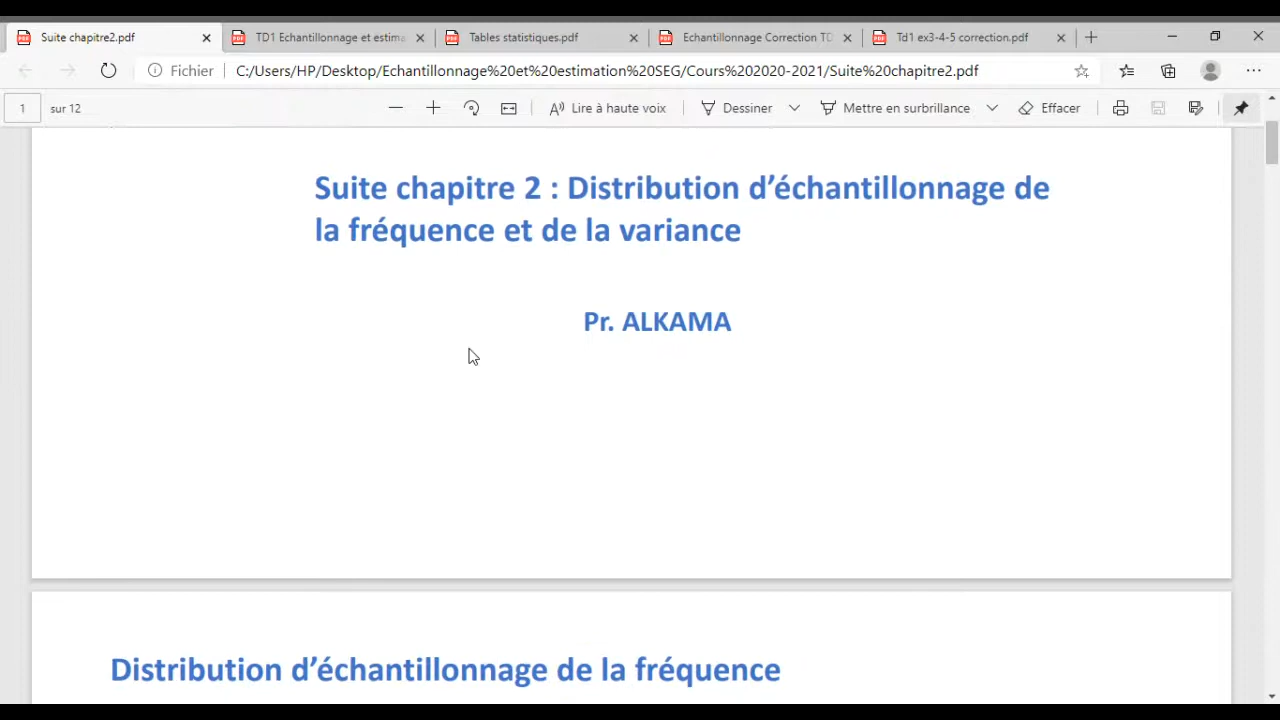 Suite chapitre2.pdf
TD1 Echantillonnage et estima
Tables statistiques.pdf
Echantillonnage Correction TD
Td1 ex3-4-5 correction.pdf
Fichier
C:/Users/HP/Desktop/Echantillonnage%20et%20estimation%20SEG/Cours%202020-2021/Suite%20chapitre2.pdf
1 sur 12
Lire à haute voix
Dessiner
Mettre en surbrillance
Effacer
Suite chapitre 2 : Distribution d’échantillonnage de
la fréquence et de la variance
Pr. ALKAMA
Distribution d’échantillonnage de la fréquence